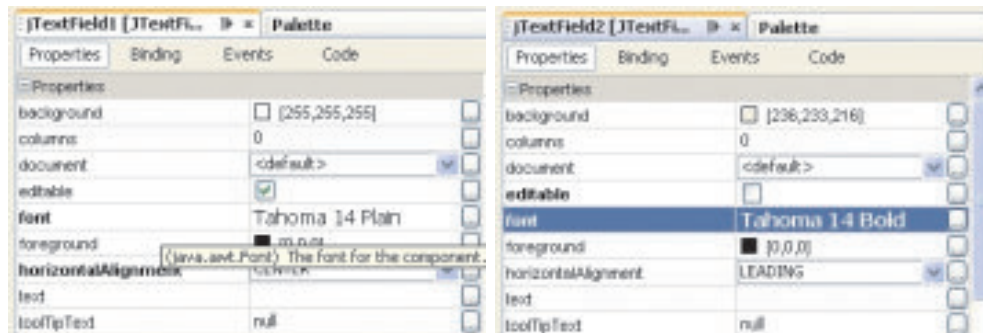 jTextField1 [JTextFi... Palette
Properties Binding Events Code
Properties
background [255,255,255]
columns 0
document <default>
editable
font Tahoma 14 Plain
foreground [0,0,0]
(java.awt.Font) The font for the component.
horizontalAlignment CENTER
text
toolTipText null
jTextField2 [JTextFi... Palette
Properties Binding Events Code
Properties
background [236,233,216]
columns 0
document <default>
editable
font Tahoma 14 Bold
foreground [0,0,0]
horizontalAlignment LEADING
text
toolTipText null